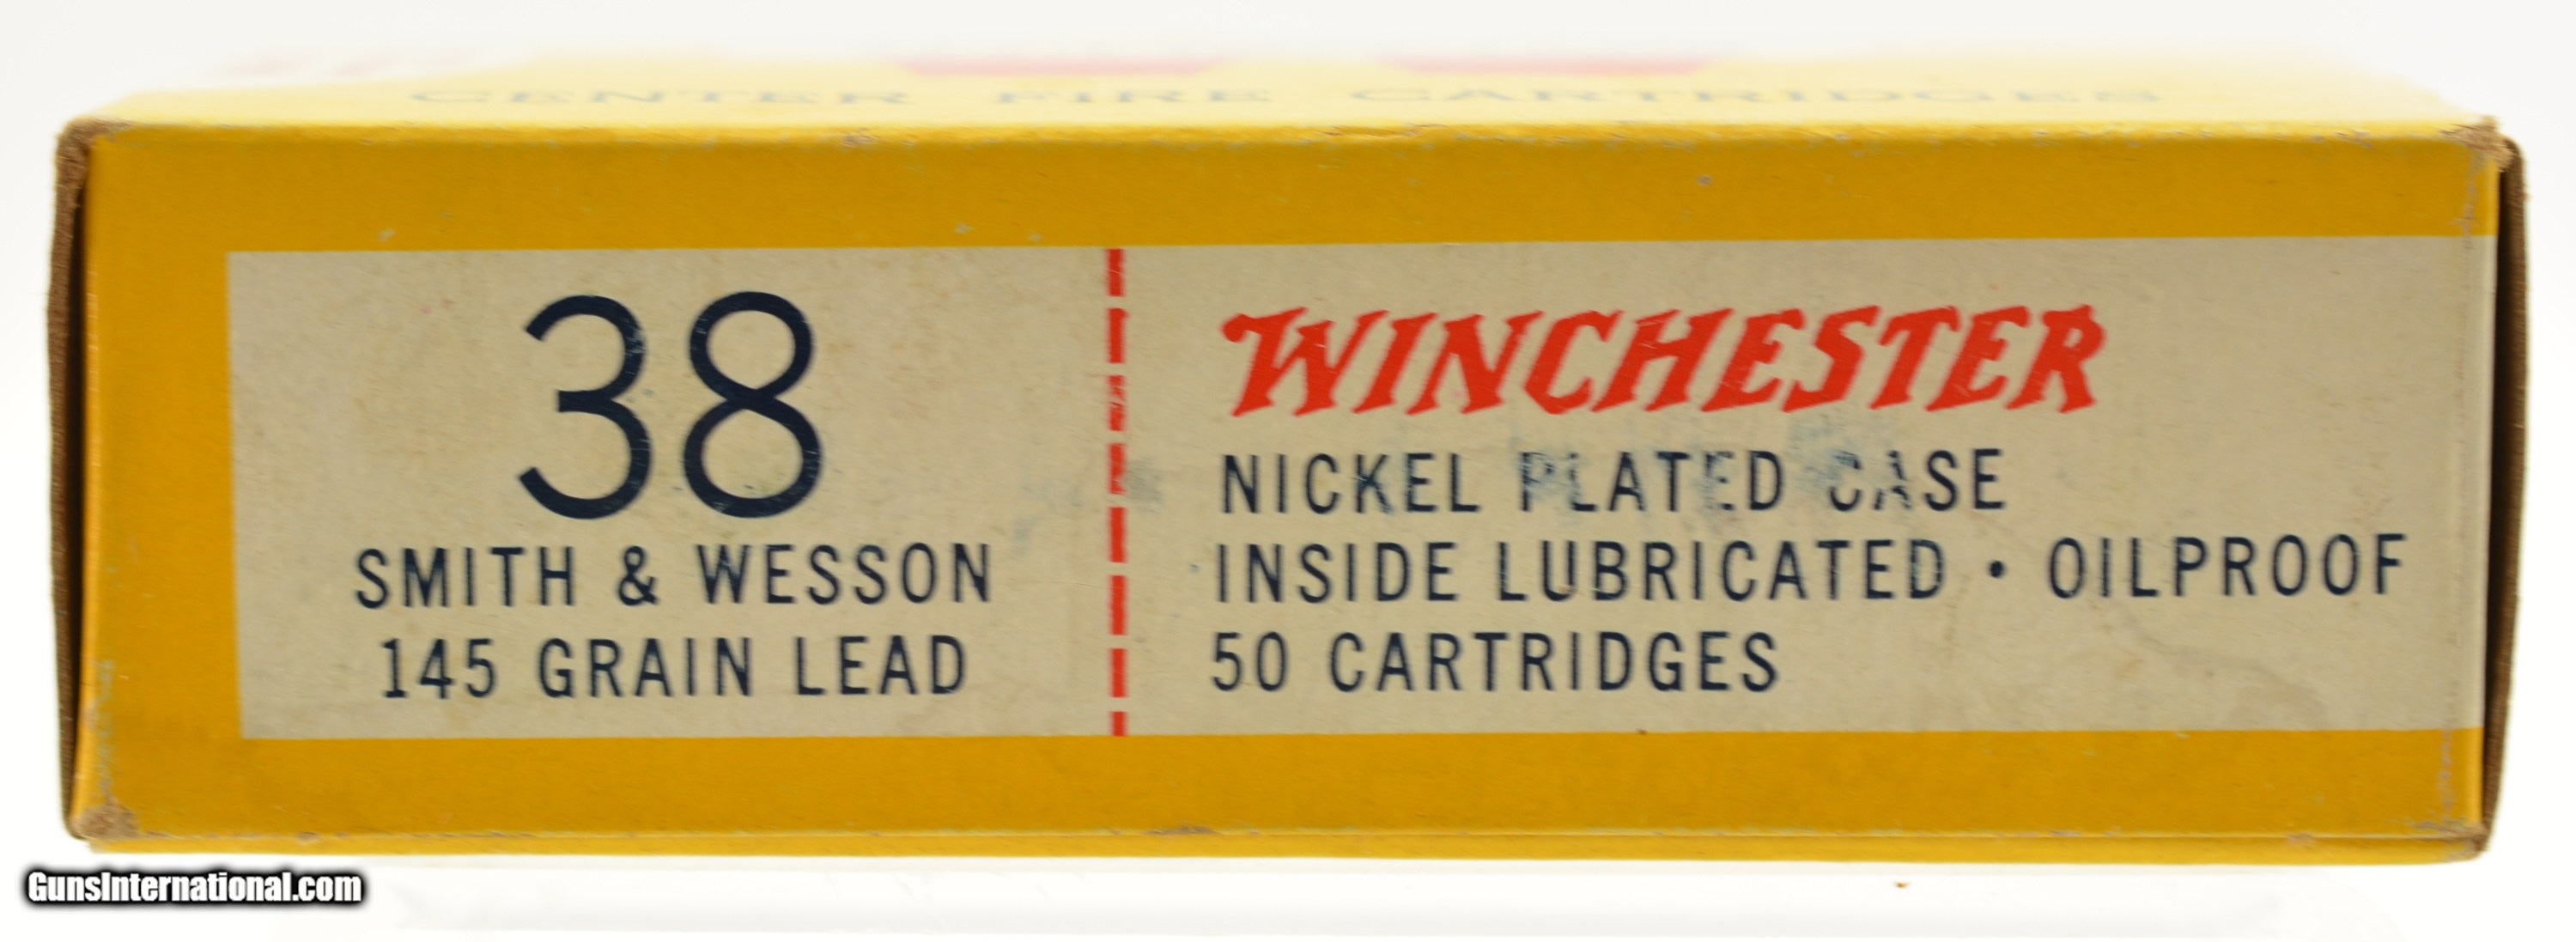 CENTER FIRE CARTRIDGES
38
SMITH & WESSON
145 GRAIN LEAD
WINCHESTER
NICKEL PLATED CASE
INSIDE LUBRICATED • OILPROOF
50 CARTRIDGES
GunsInternational.com